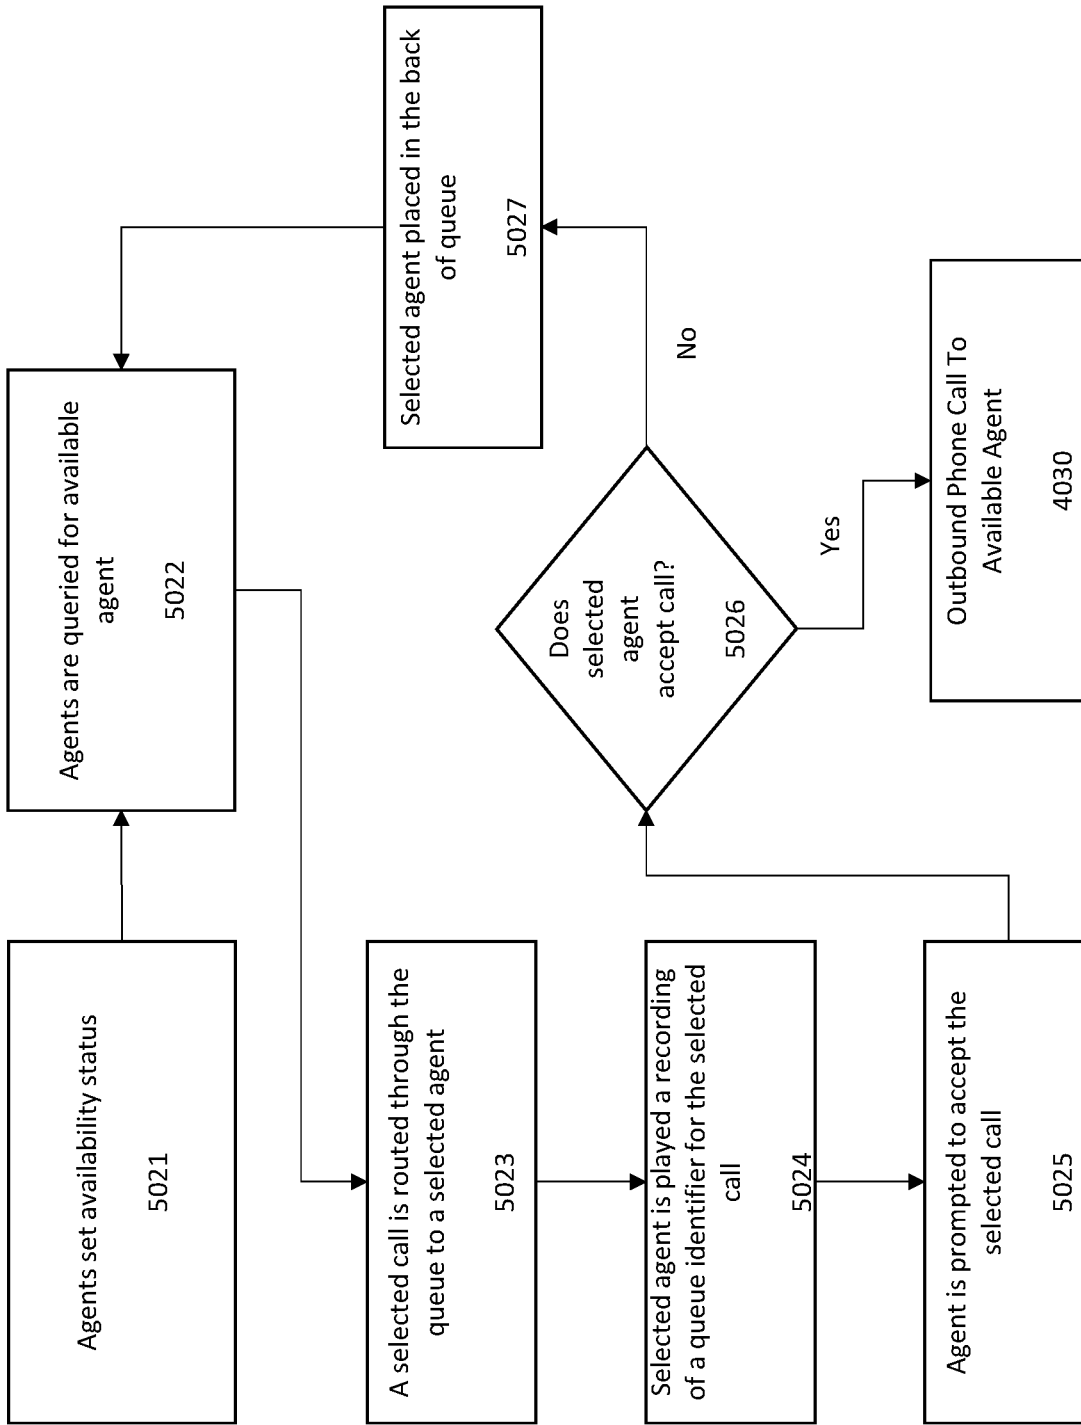 Agents set availability status
5021
Agents are queried for available
agent
5022
A selected call is routed through the
queue to a selected agent
5023
Selected agent is played a recording
of a queue identifier for the selected
call
5024
Agent is prompted to accept the
selected call
5025
Does
selected
agent
accept call?
5026
No
Selected agent placed in the back
of queue
5027
Yes
Outbound Phone Call To
Available Agent
4030